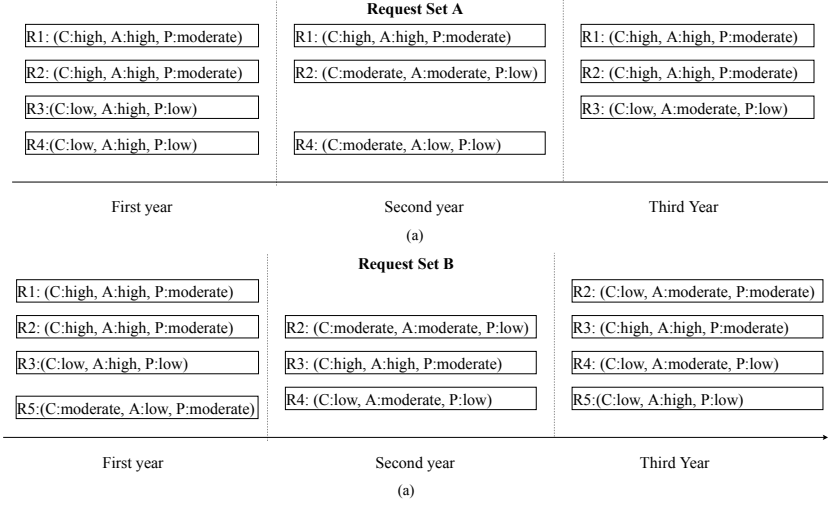 Request Set A
R1: (C:high, A:high, P:moderate) R1: (C:high, A:high, P:moderate) R1: (C:high, A:high, P:moderate)
R2: (C:high, A:high, P:moderate) R2: (C:moderate, A:moderate, P:low) R2: (C:high, A:high, P:moderate)
R3:(C:low, A:high, P:low) R3: (C:low, A:moderate, P:low)
R4:(C:low, A:high, P:low) R4: (C:moderate, A:low, P:low)
First year Second year Third Year
(a)
Request Set B
R1: (C:high, A:high, P:moderate) R2: (C:low, A:moderate, P:moderate)
R2: (C:high, A:high, P:moderate) R2: (C:moderate, A:moderate, P:low) R3: (C:high, A:high, P:moderate)
R3:(C:low, A:high, P:low) R3: (C:high, A:high, P:moderate) R4: (C:low, A:moderate, P:low)
R5:(C:moderate, A:low, P:moderate) R4: (C:low, A:moderate, P:low) R5:(C:low, A:high, P:low)
First year Second year Third Year
(a)